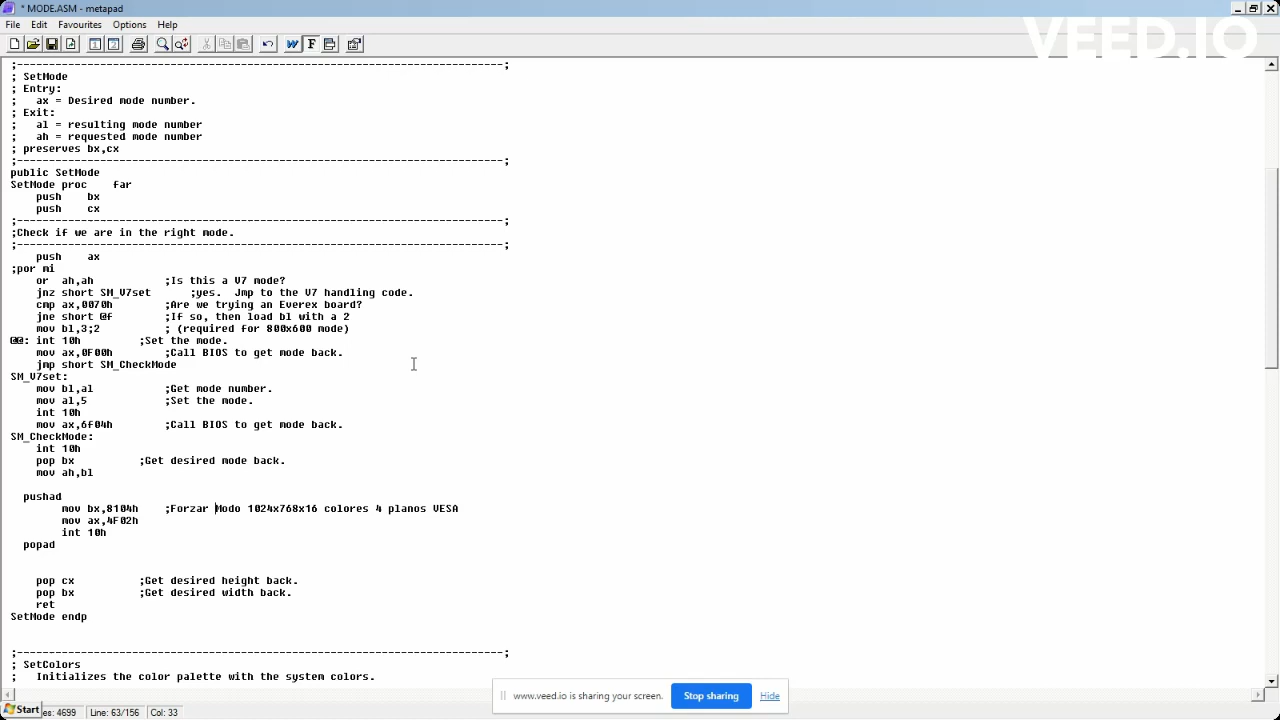 * MODE.ASM - metapad
File Edit Favourites Options Help
VEED.IO
;----------------------------------------------------------------------------;
; SetMode
; Entry:
;   ax = Desired mode number.
; Exit:
;   al = resulting mode number
;   ah = requested mode number
; preserves bx,cx
;----------------------------------------------------------------------------;
public SetMode
SetMode proc    far
    push    bx
    push    cx
;----------------------------------------------------------------------------;
;Check if we are in the right mode.
;----------------------------------------------------------------------------;
    push    ax
;por mi
    or  ah,ah           ;Is this a V7 mode?
    jnz short SM_V7set      ;yes.  Jmp to the V7 handling code.
    cmp ax,0070h        ;Are we trying an Everex board?
    jne short @f        ;If so, then load bl with a 2
    mov bl,3;2          ; (required for 800x600 mode)
@@: int 10h         ;Set the mode.
    mov ax,0F00h        ;Call BIOS to get mode back.
    jmp short SM_CheckMode
SM_V7set:
    mov bl,al           ;Get mode number.
    mov al,5            ;Set the mode.
    int 10h
    mov ax,6f04h        ;Call BIOS to get mode back.
SM_CheckMode:
    int 10h
    pop bx          ;Get desired mode back.
    mov ah,bl
  pushad
        mov bx,8104h    ;Forzar Modo 1024x768x16 colores 4 planos VESA
        mov ax,4F02h
        int 10h
  popad
    pop cx          ;Get desired height back.
    pop bx          ;Get desired width back.
    ret
SetMode endp
;----------------------------------------------------------------------------;
; SetColors
;   Initializes the color palette with the system colors.
www.veed.io is sharing your screen. Stop sharing Hide
Start es: 4699 Line: 63/156 Col: 33